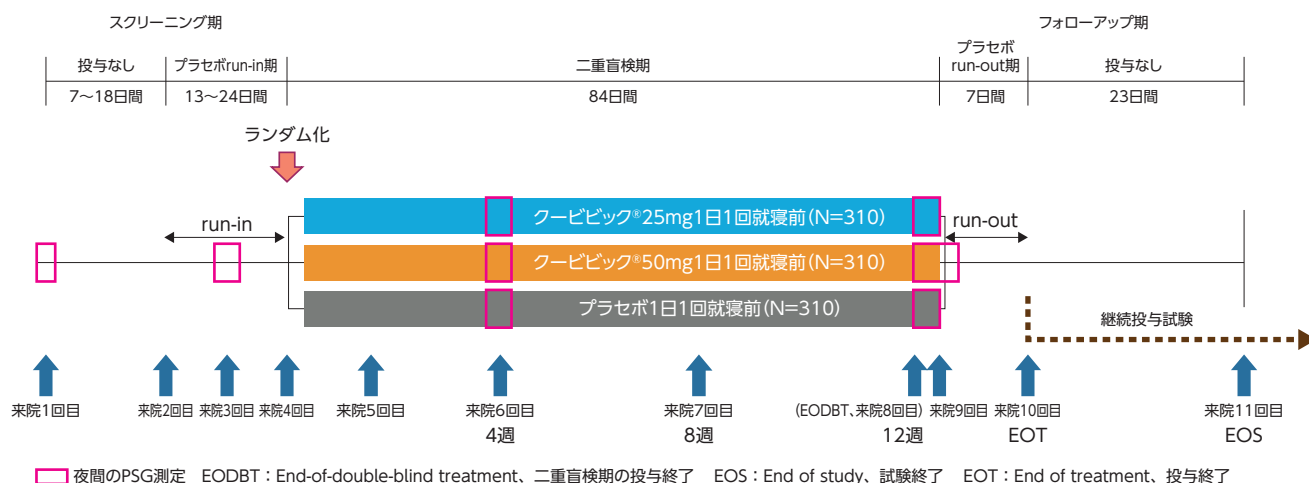 スクリーニング期
フォローアップ期
投与なし
プラセボrun-in期
二重盲検期
プラセボ
run-out期
投与なし
7〜18日間
13〜24日間
84日間
7日間
23日間
ランダム化
run-in
クービビック®25mg1日1回就寝前(N=310)
クービビック®50mg1日1回就寝前(N=310)
プラセボ1日1回就寝前(N=310)
run-out
継続投与試験
来院1回目
来院2回目
来院3回目
来院4回目
来院5回目
来院6回目
4週
来院7回目
8週
(EODBT、来院8回目)
来院9回目
12週
来院10回目
EOT
来院11回目
EOS
夜間のPSG測定 EODBT:End-of-double-blind treatment、二重盲検期の投与終了 EOS:End of study、試験終了 EOT:End of treatment、投与終了